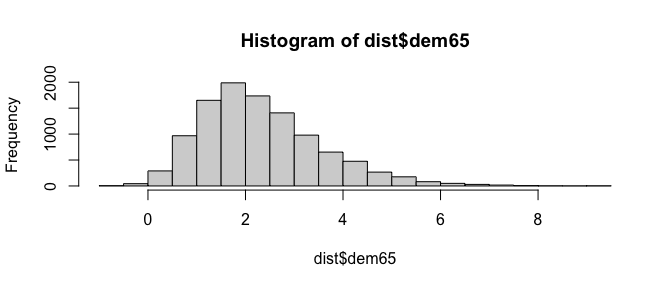 Histogram of dist$dem65
Frequency
0 1000 2000
0 2 4 6 8
dist$dem65